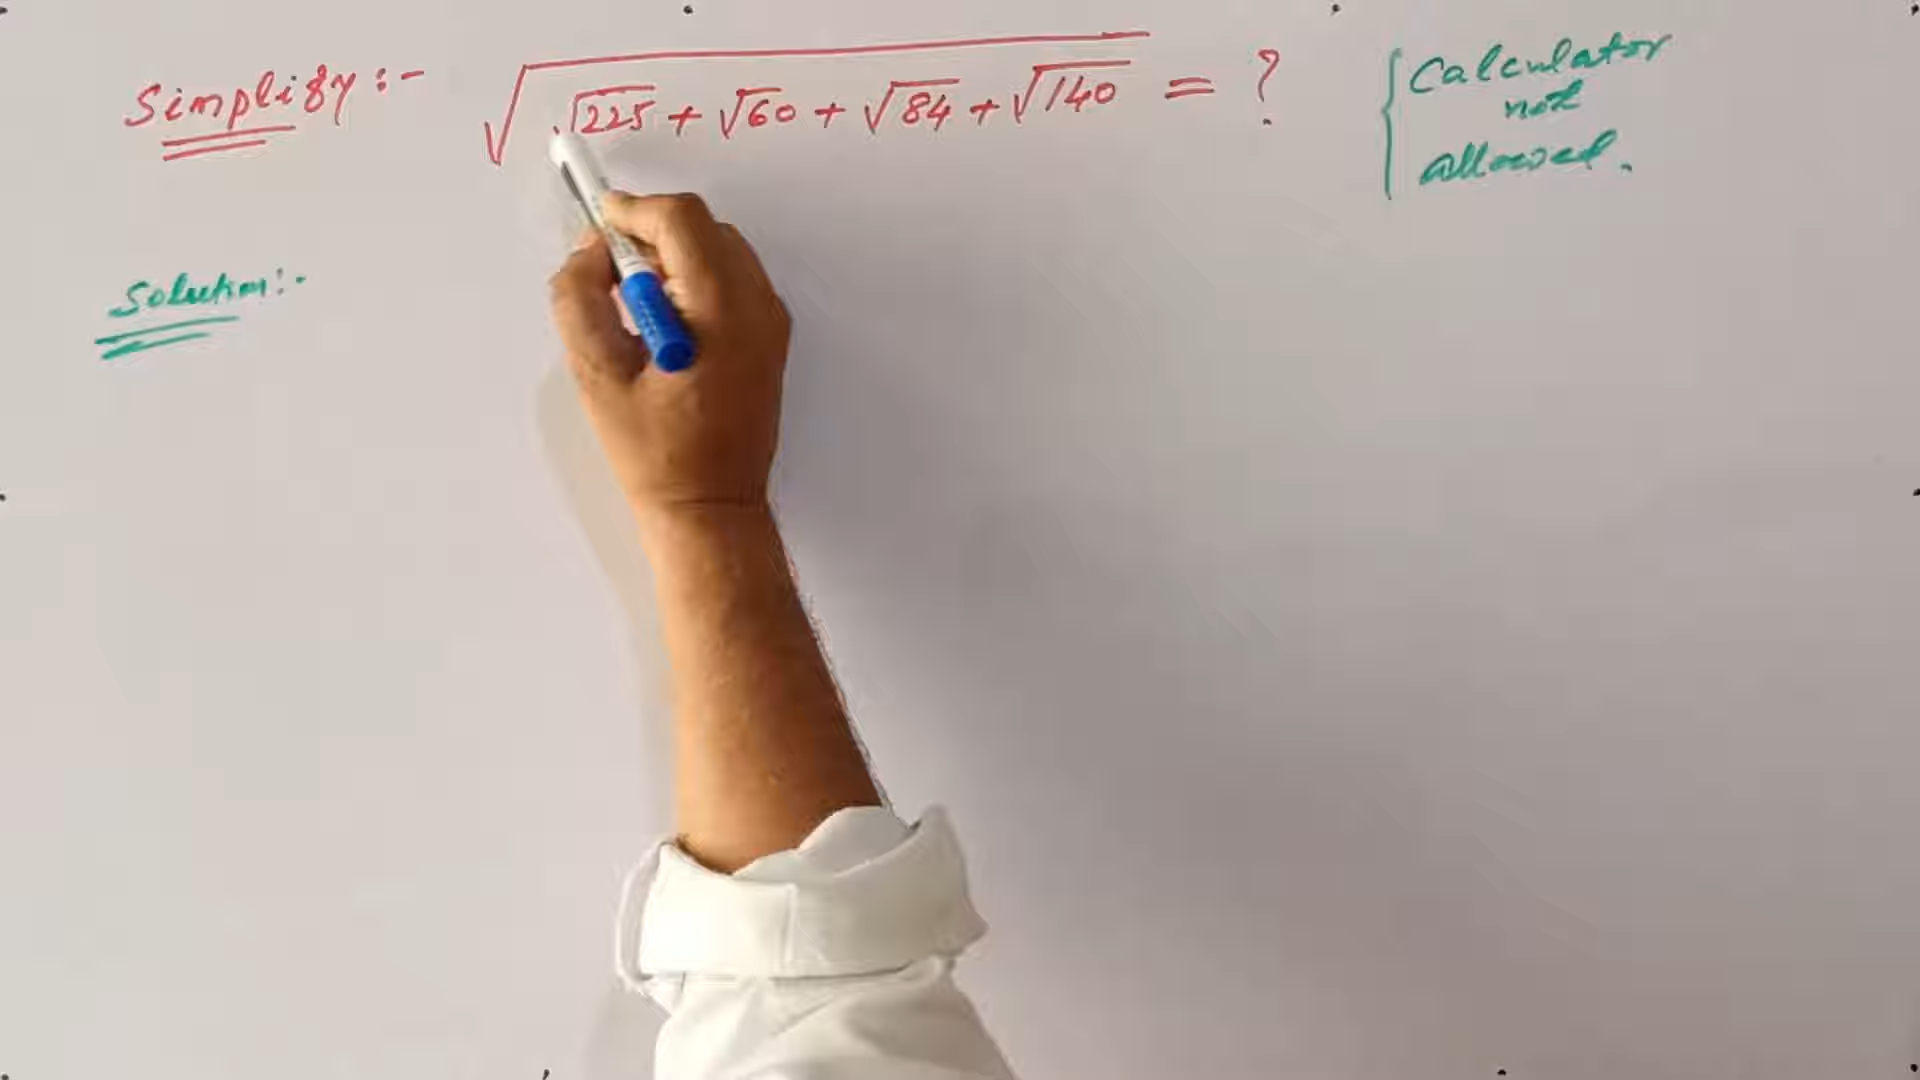 Simplify:- √(√225 + √60 + √84 + √140) = ?
{Calculator
not
allowed.
Solution:-